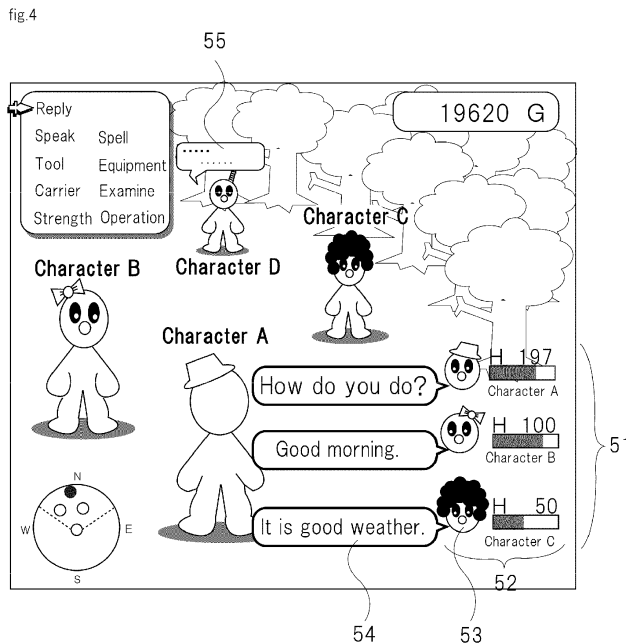 fig.4
55
Reply
Speak Spell
Tool Equipment
Carrier Examine
Strength Operation
19620 G
Character C
Character B
Character D
Character A
H 197
How do you do?
Character A
H 100
Good morning.
Character B
51
N
W E
S
H 50
It is good weather.
Character C
52
54
53